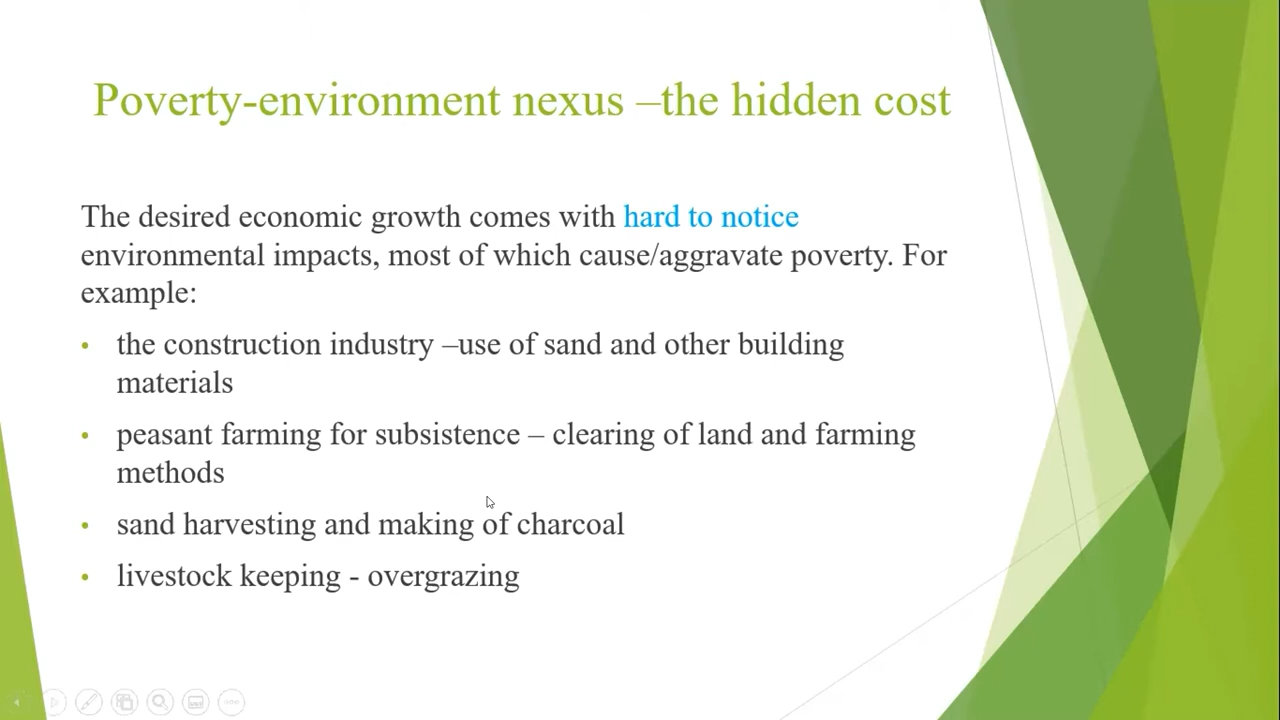 Poverty-environment nexus –the hidden cost
The desired economic growth comes with hard to notice
environmental impacts, most of which cause/aggravate poverty. For
example:
• the construction industry –use of sand and other building
materials
• peasant farming for subsistence – clearing of land and farming
methods
• sand harvesting and making of charcoal
• livestock keeping - overgrazing